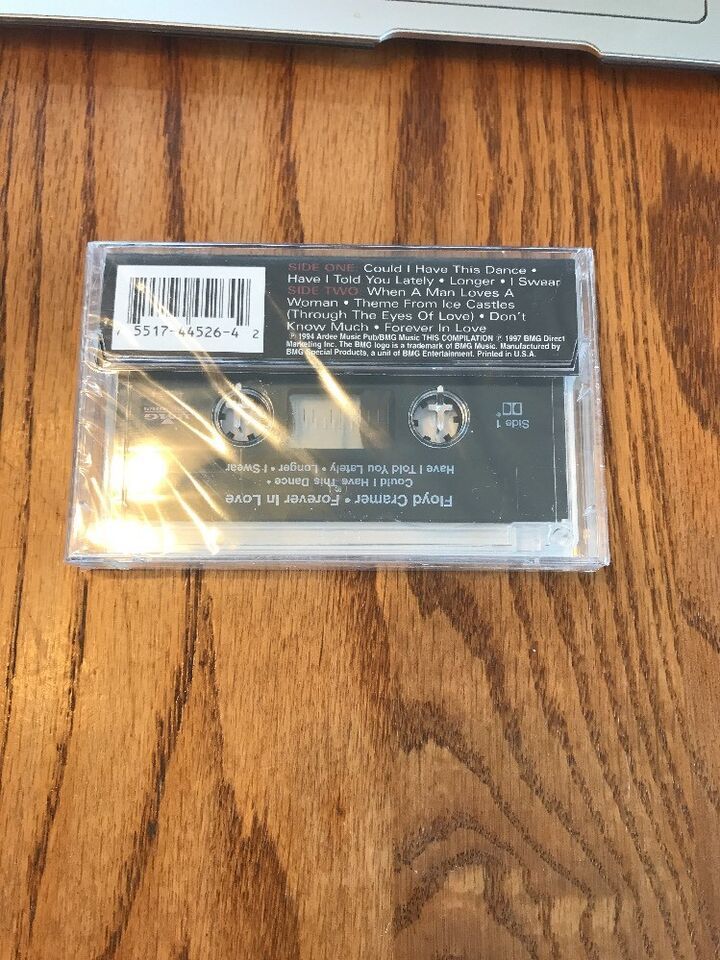 SIDE ONE: Could I Have This Dance •
Have I Told You Lately • Longer • I Swear
SIDE TWO: When A Man Loves A
Woman • Theme From Ice Castles
(Through The Eyes Of Love) • Don't
Know Much • Forever In Love
℗ 1994 Ardee Music Pub/BMG Music THIS COMPILATION ℗ 1997 BMG Direct
Marketing Inc. The BMG logo is a trademark of BMG Music. Manufactured by
BMG Special Products, a unit of BMG Entertainment. Printed in U.S.A.
5517-44526-4 2
Side 1
Floyd Cramer • Forever In Love
Could I Have This Dance •
Have I Told You Lately • Longer • I Swear